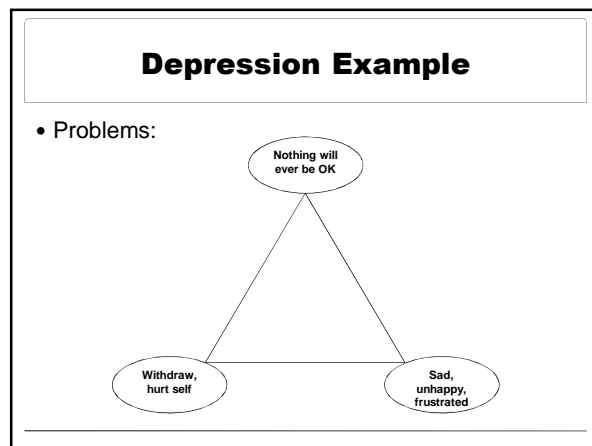 Depression Example
• Problems:
Nothing will
ever be OK
Withdraw,
hurt self
Sad,
unhappy,
frustrated